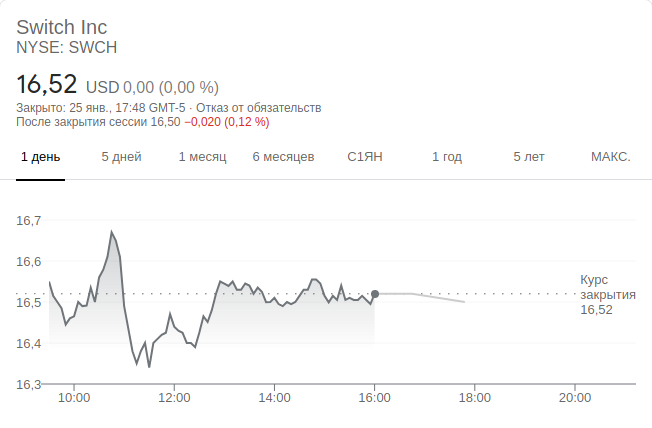 Switch Inc
NYSE: SWCH
16,52 USD 0,00 (0,00 %)
Закрыто: 25 янв., 17:48 GMT-5 · Отказ от обязательств
После закрытия сессии 16,50 −0,020 (0,12 %)
1 день 5 дней 1 месяц 6 месяцев С1ЯН 1 год 5 лет МАКС.
16,7
16,6
16,5
16,4
16,3
Курс
закрытия
16,52
10:00 12:00 14:00 16:00 18:00 20:00